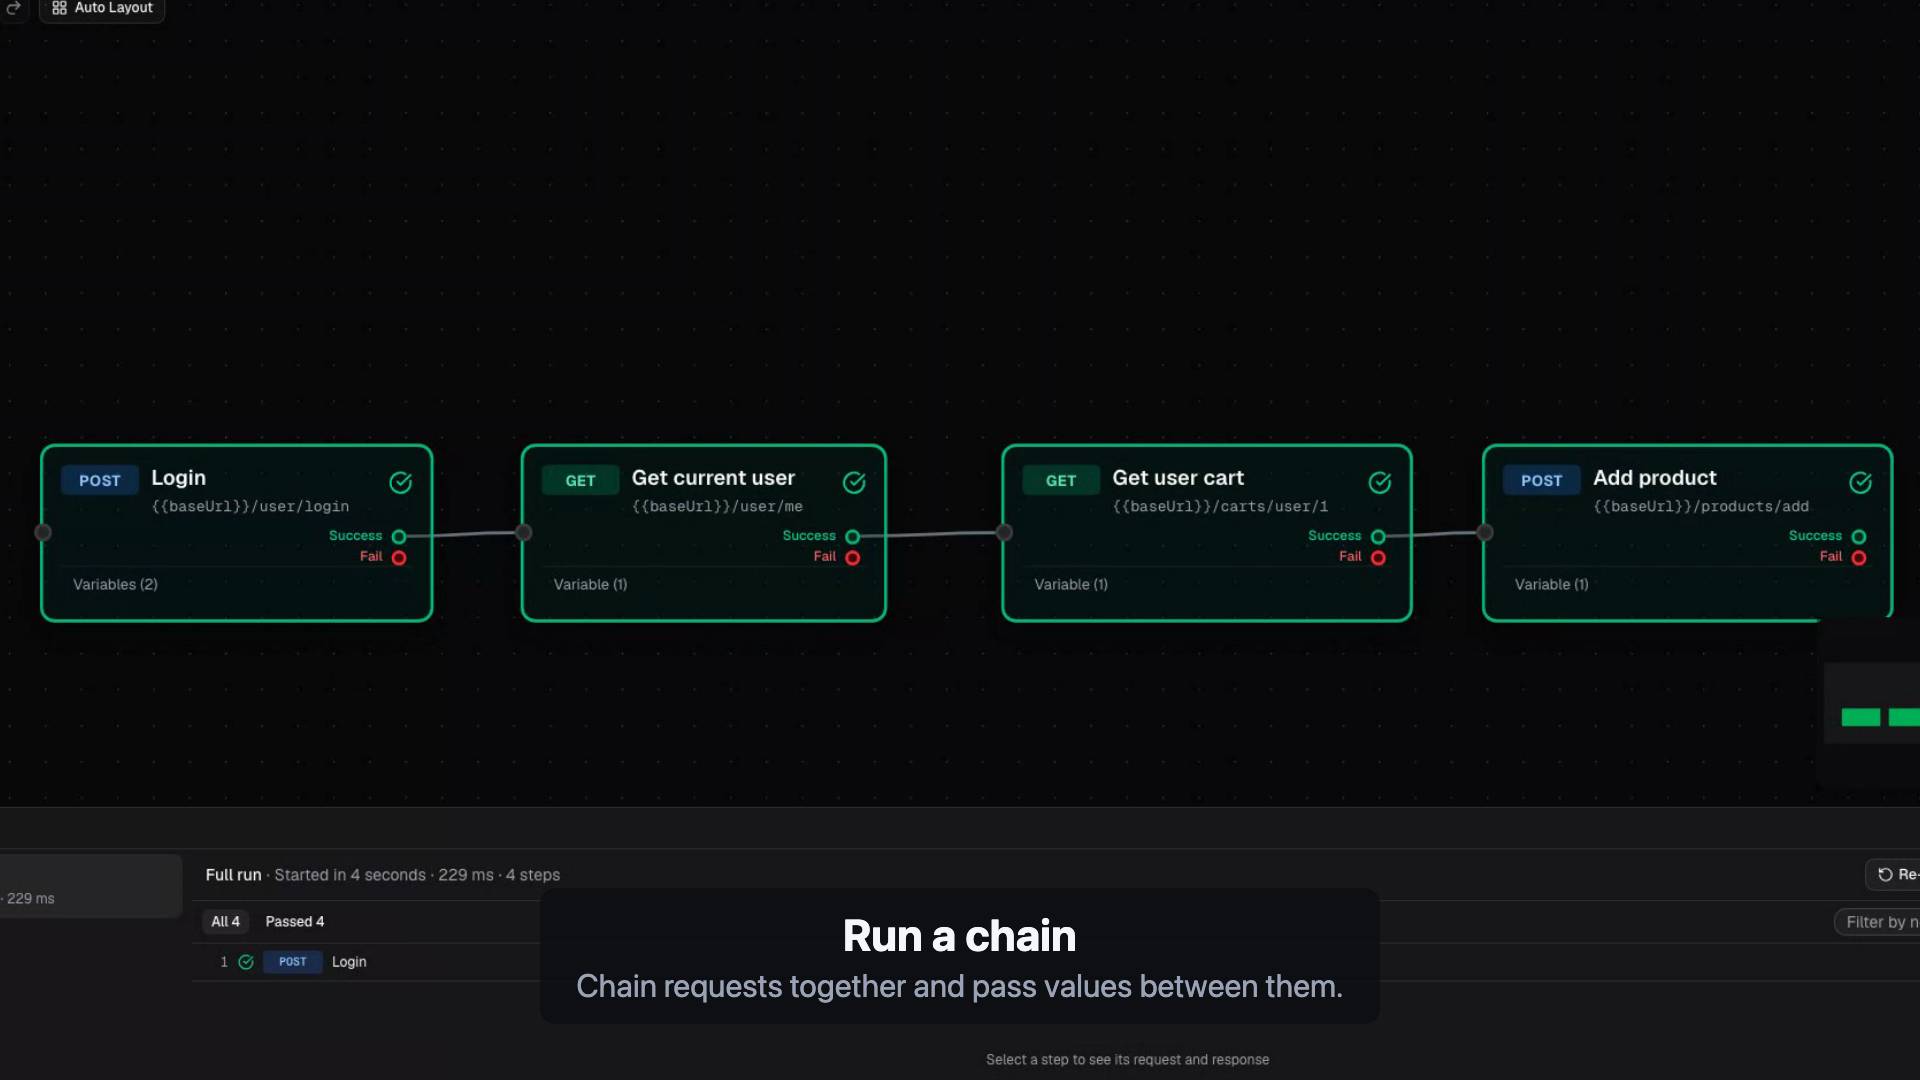 Auto Layout
POST Login
{{baseUrl}}/user/login
Success
Fail
Variables (2)
GET Get current user
{{baseUrl}}/user/me
Success
Fail
Variable (1)
GET Get user cart
{{baseUrl}}/carts/user/1
Success
Fail
Variable (1)
POST Add product
{{baseUrl}}/products/add
Success
Fail
Variable (1)
· 229 ms
Full run · Started in 4 seconds · 229 ms · 4 steps
Re-
All 4 Passed 4
Filter by n
1 POST Login
Run a chain
Chain requests together and pass values between them.
Select a step to see its request and response